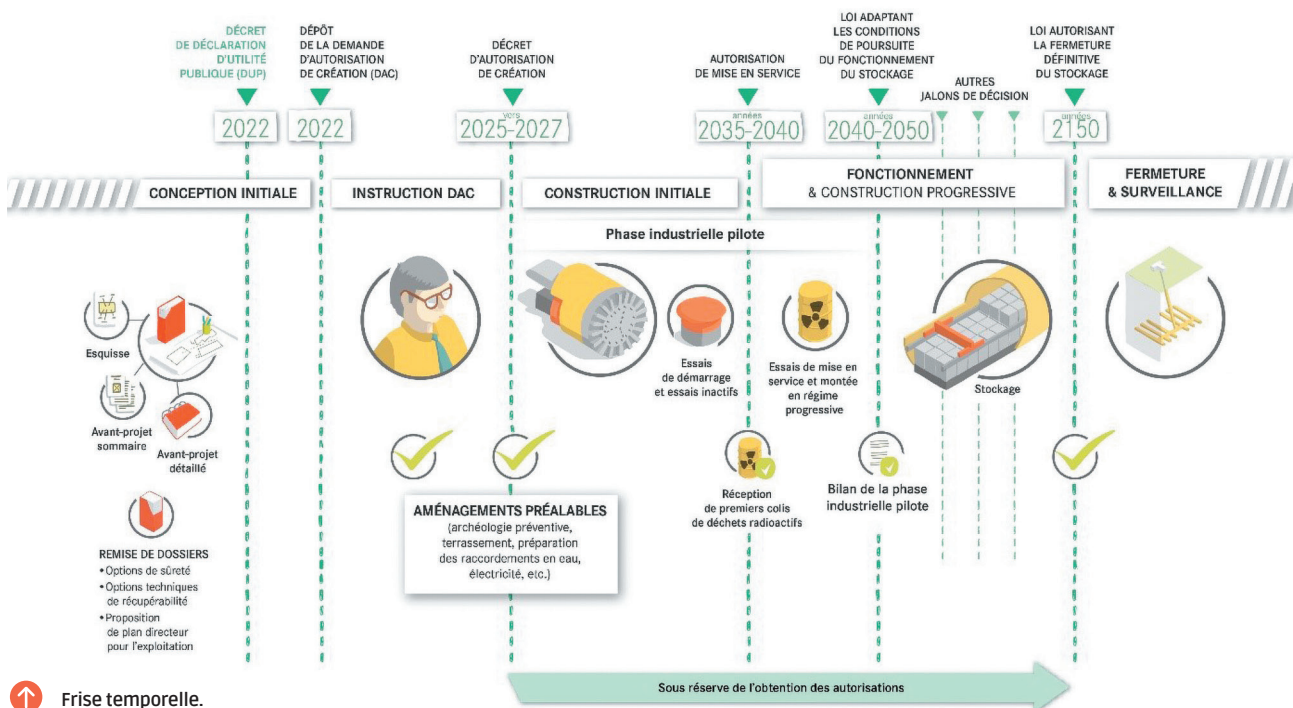 DÉCRET
DE DÉCLARATION
D'UTILITÉ
PUBLIQUE (DUP)
2022
DÉPÔT
DE LA DEMANDE
D'AUTORISATION
DE CRÉATION (DAC)
2022
DÉCRET
D'AUTORISATION
DE CRÉATION
vers
2025-2027
AUTORISATION
DE MISE EN SERVICE
années
2035-2040
LOI ADAPTANT
LES CONDITIONS
DE POURSUITE
DU FONCTIONNEMENT
DU STOCKAGE
années
2040-2050
AUTRES
JALONS DE DÉCISION
LOI AUTORISANT
LA FERMETURE
DÉFINITIVE
DU STOCKAGE
années
2150
CONCEPTION INITIALE
INSTRUCTION DAC
CONSTRUCTION INITIALE
FONCTIONNEMENT
& CONSTRUCTION PROGRESSIVE
FERMETURE
& SURVEILLANCE
Phase industrielle pilote
Esquisse
Avant-projet
sommaire
Avant-projet
détaillé
Essais
de démarrage
et essais inactifs
Essais de mise en
service et montée
en régime
progressive
Stockage
Réception
de premiers colis
de déchets radioactifs
Bilan de la phase
industrielle pilote
AMÉNAGEMENTS PRÉALABLES
(archéologie préventive,
terrassement, préparation
des raccordements en eau,
électricité, etc.)
REMISE DE DOSSIERS
• Options de sûreté
• Options techniques
de récupérabilité
• Proposition
de plan directeur
pour l'exploitation
Sous réserve de l'obtention des autorisations
Frise temporelle.